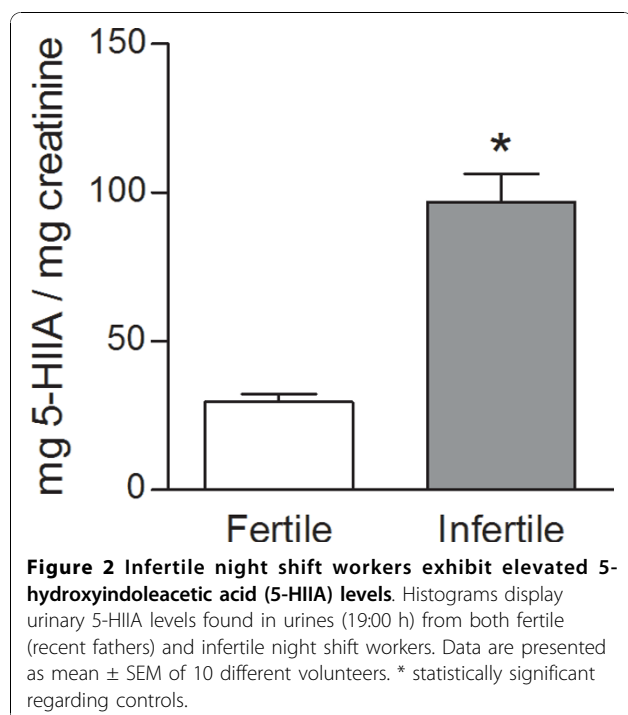 150
100
50
0
mg 5-HIIA / mg creatinine
*
Fertile
Infertile
Figure 2 Infertile night shift workers exhibit elevated 5-
hydroxyindoleacetic acid (5-HIIA) levels. Histograms display
urinary 5-HIIA levels found in urines (19:00 h) from both fertile
(recent fathers) and infertile night shift workers. Data are presented
as mean ± SEM of 10 different volunteers. * statistically significant
regarding controls.